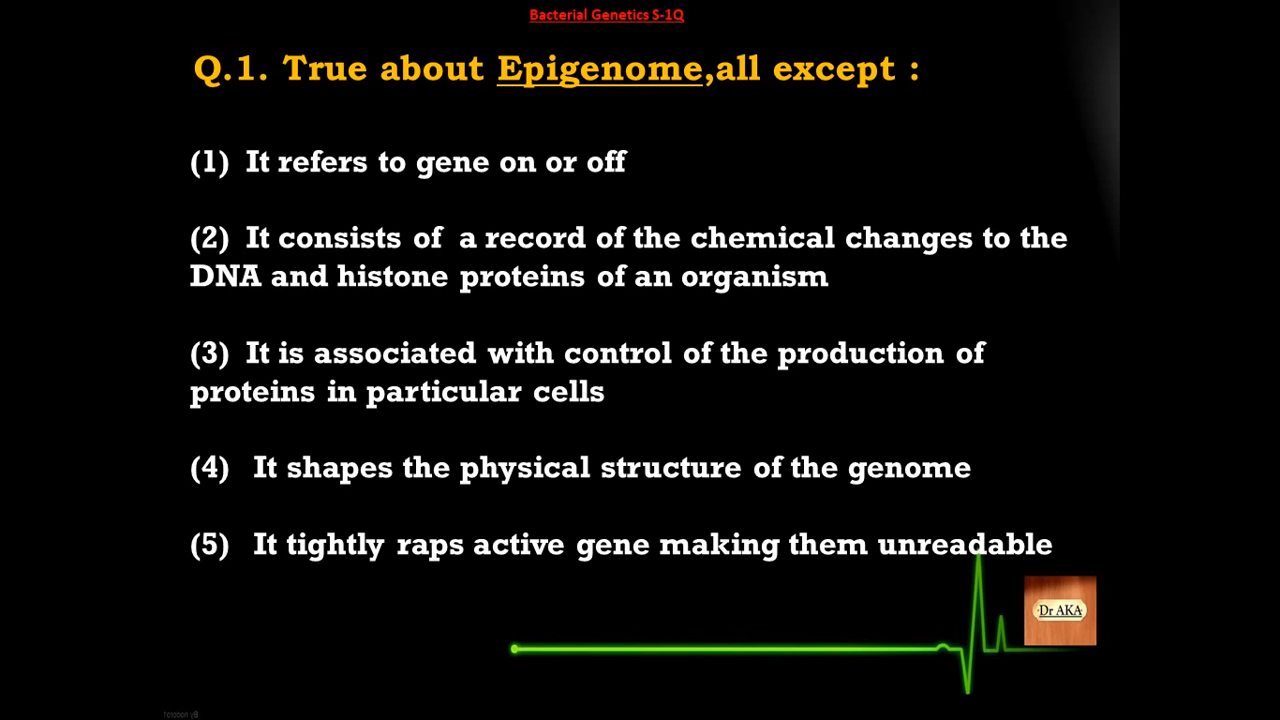 Bacterial Genetics S-1Q
Q.1. True about Epigenome,all except :
(1) It refers to gene on or off
(2) It consists of a record of the chemical changes to the
DNA and histone proteins of an organism
(3) It is associated with control of the production of
proteins in particular cells
(4) It shapes the physical structure of the genome
(5) It tightly raps active gene making them unreadable
Dr AKA